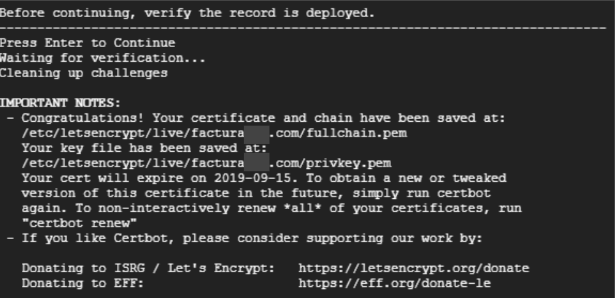 Before continuing, verify the record is deployed.
-------------------------------------------------------------------------------
Press Enter to Continue
Waiting for verification...
Cleaning up challenges
IMPORTANT NOTES:
- Congratulations! Your certificate and chain have been saved at:
/etc/letsencrypt/live/factura .com/fullchain.pem
Your key file has been saved at:
/etc/letsencrypt/live/factura .com/privkey.pem
Your cert will expire on 2019-09-15. To obtain a new or tweaked
version of this certificate in the future, simply run certbot
again. To non-interactively renew *all* of your certificates, run
"certbot renew"
- If you like Certbot, please consider supporting our work by:
Donating to ISRG / Let's Encrypt: https://letsencrypt.org/donate
Donating to EFF: https://eff.org/donate-le